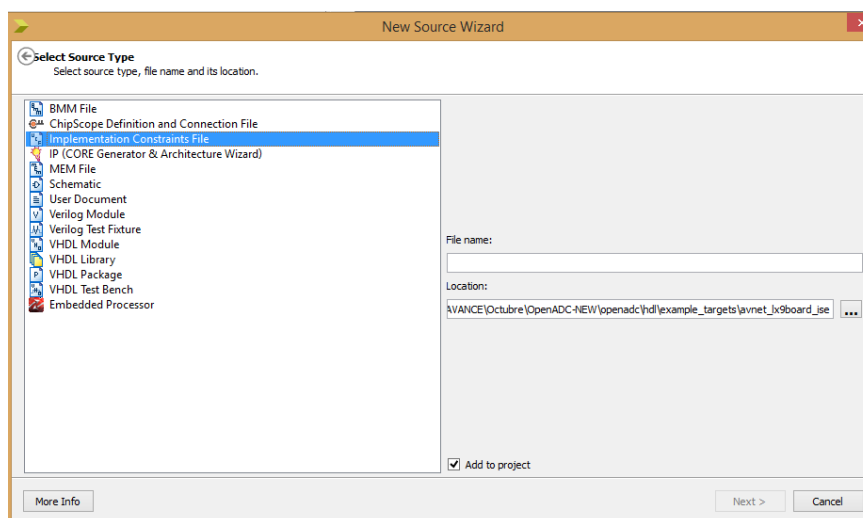 New Source Wizard
Select Source Type
Select source type, file name and its location.
BMM File
ChipScope Definition and Connection File
Implementation Constraints File
IP (CORE Generator & Architecture Wizard)
MEM File
Schematic
User Document
Verilog Module
Verilog Test Fixture
VHDL Module
VHDL Library
VHDL Package
VHDL Test Bench
Embedded Processor
File name:
Location:
AVANCE\Octubre\OpenADC-NEW\openadc\hdl\example_targets\avnet_lx9board_ise
...
Add to project
More Info
Next >
Cancel